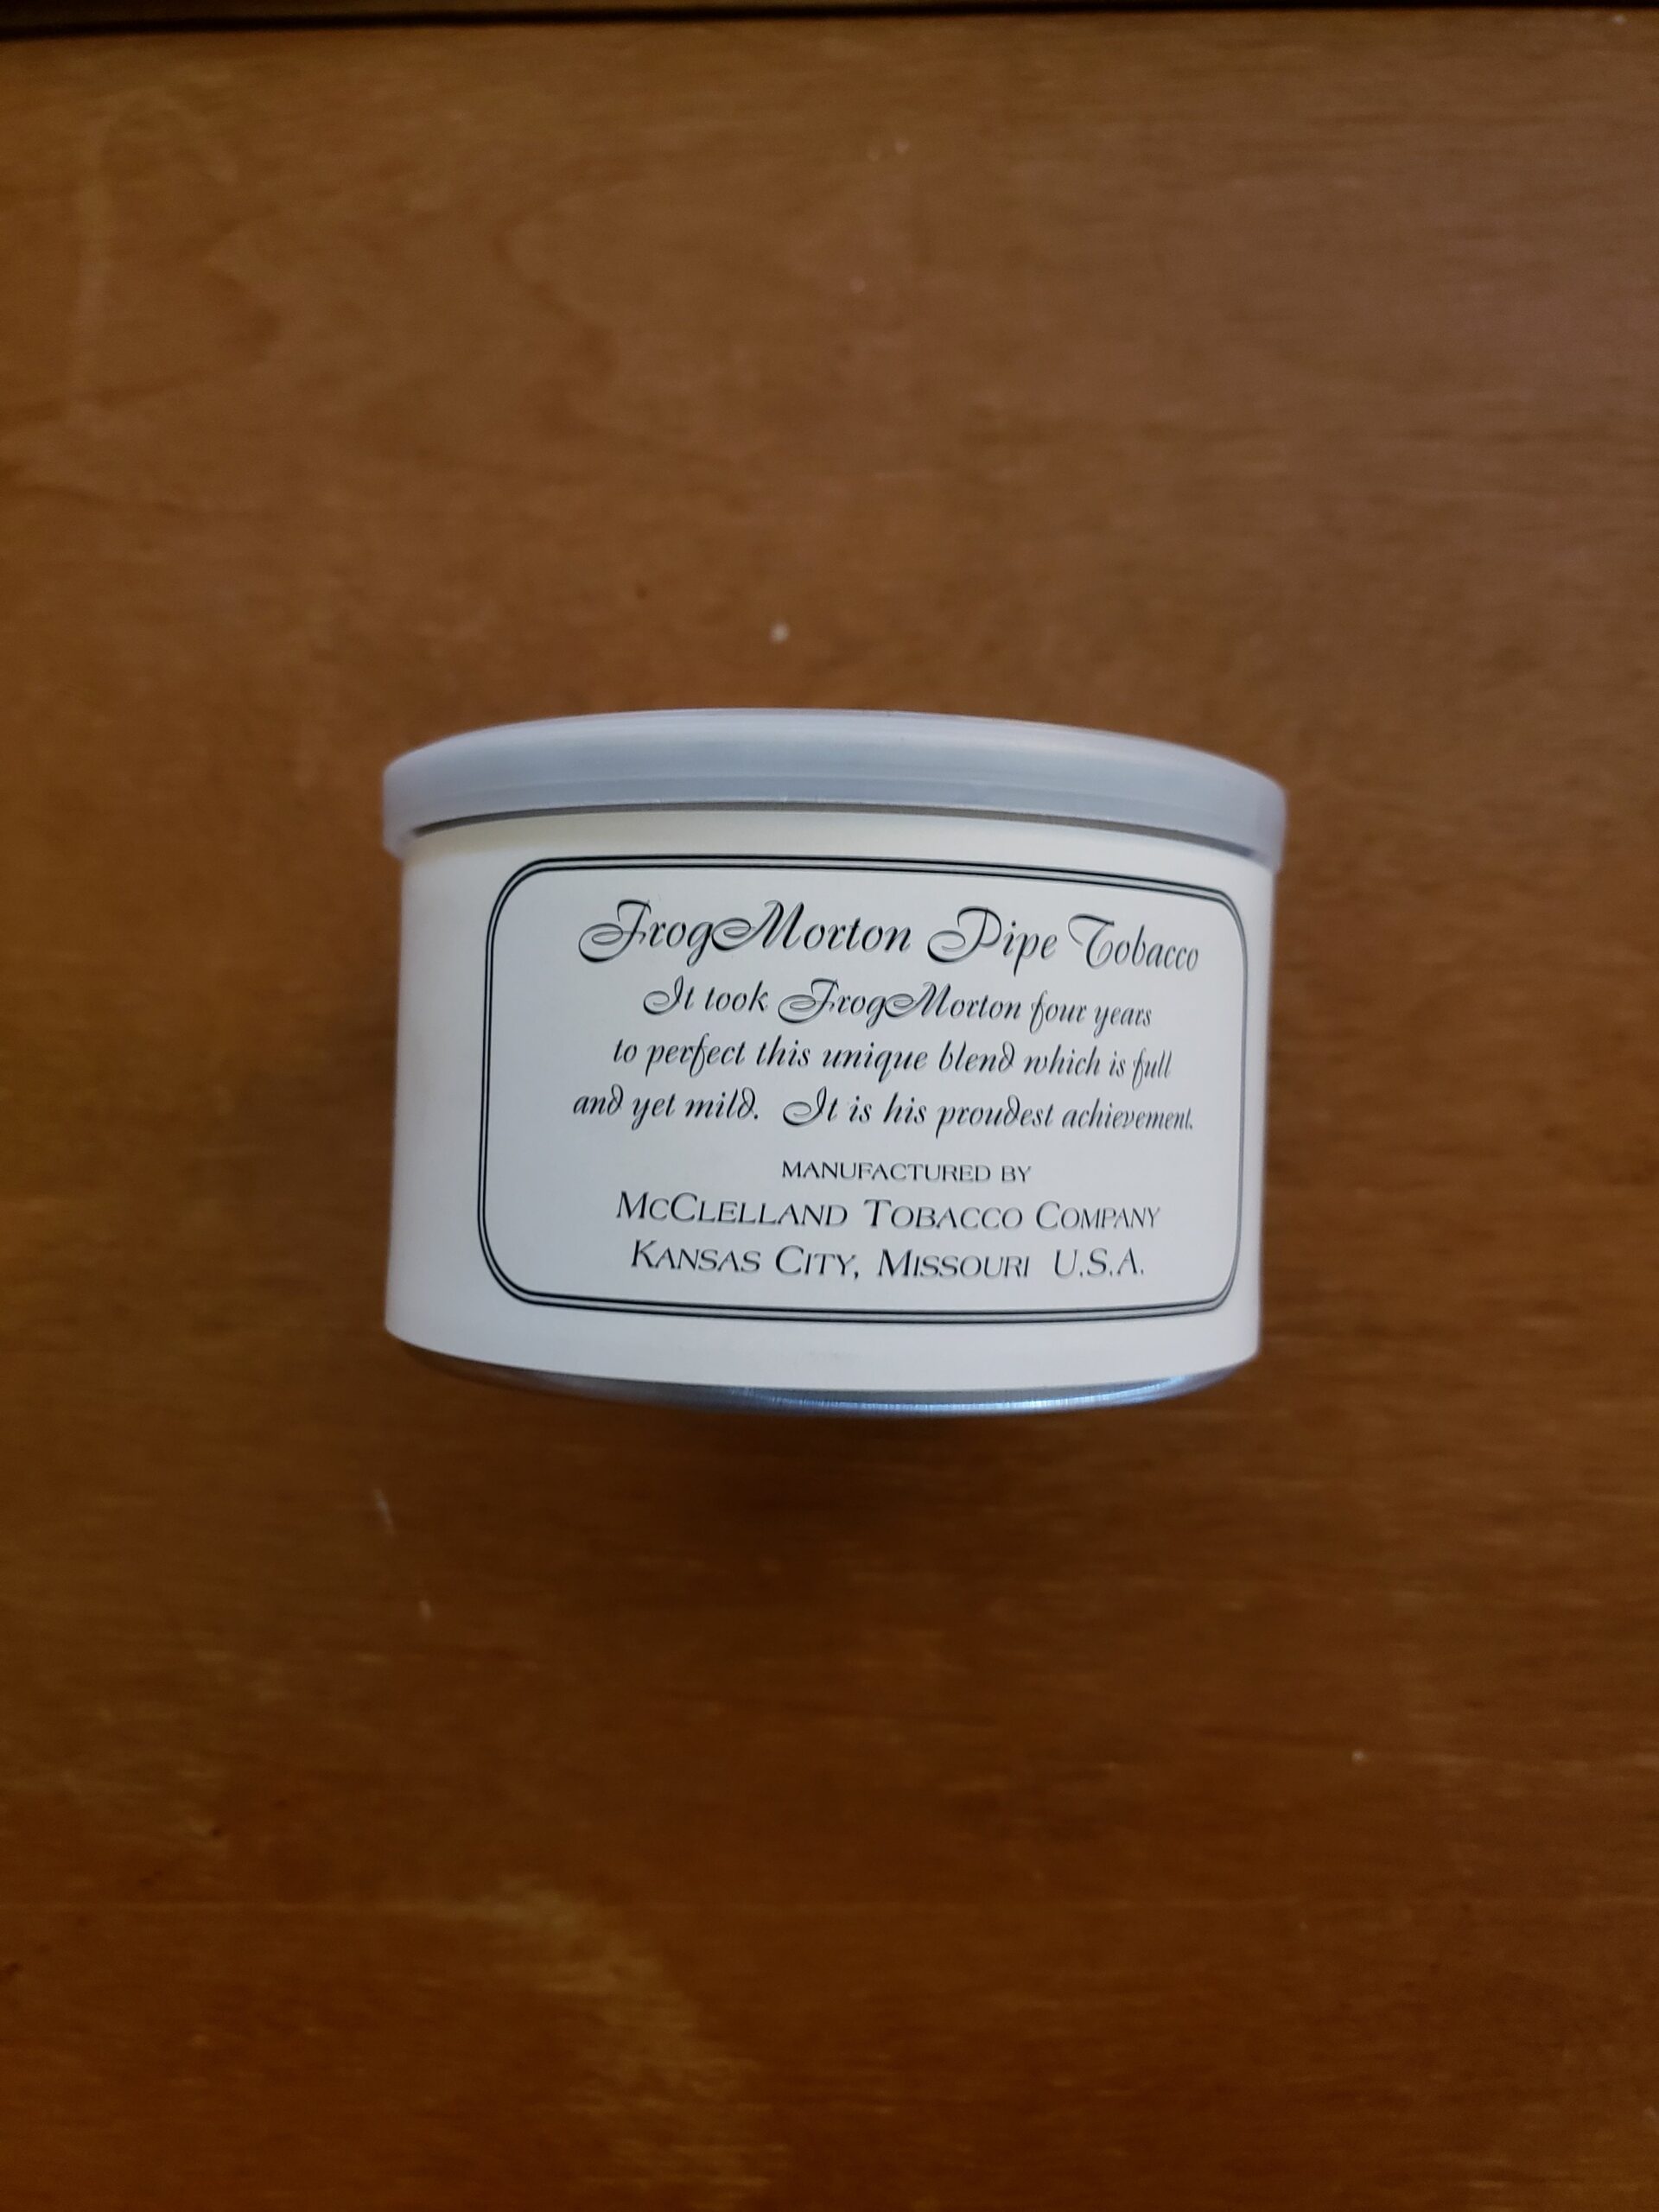 FrogMorton Pipe Tobacco
It took FrogMorton four years
to perfect this unique blend which is full
and yet mild. It is his proudest achievement.
MANUFACTURED BY
MCCLELLAND TOBACCO COMPANY
KANSAS CITY, MISSOURI U.S.A.